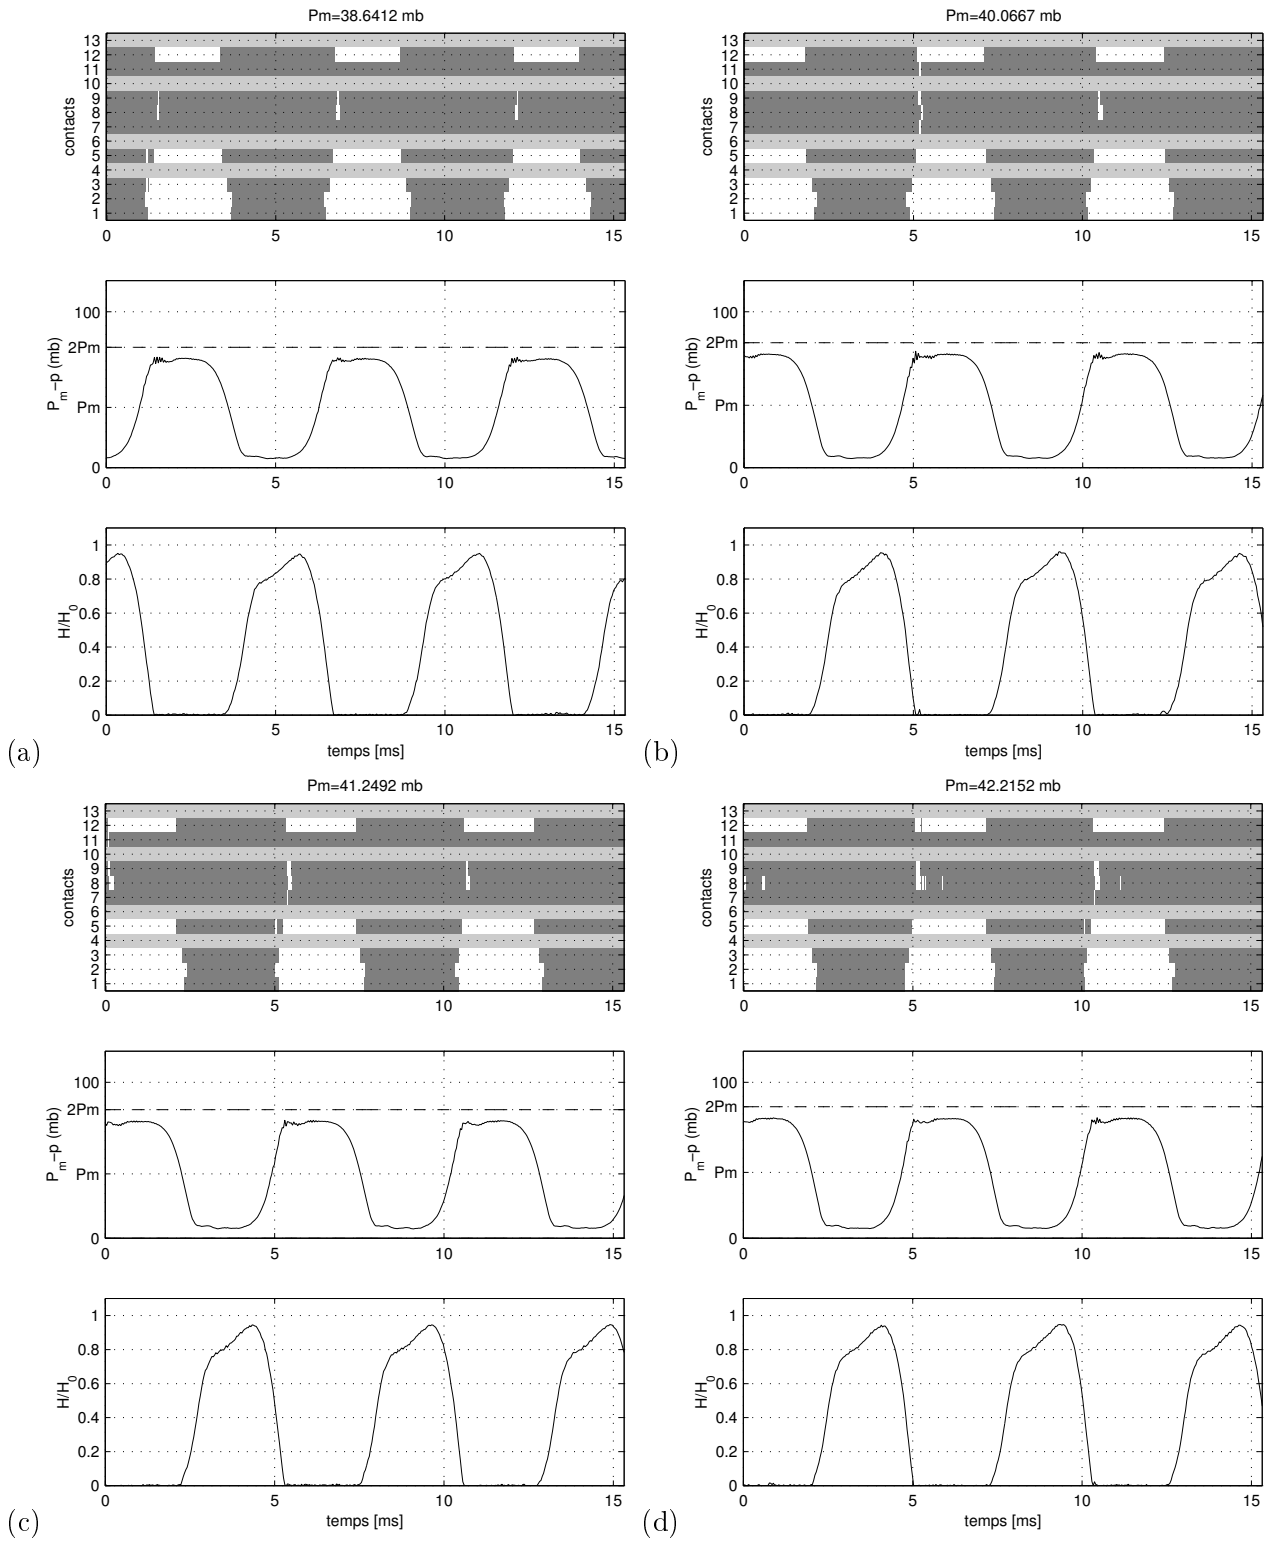 Pm=38.6412 mb
13
12
11
10
9
8
7
6
5
4
3
2
1
contacts
0 5 10 15
100
2Pm
Pm
0
P_m−p (mb)
0 5 10 15
1
0.8
0.6
0.4
0.2
0
H/H_0
0 5 10 15
temps [ms]
(a)
Pm=40.0667 mb
13
12
11
10
9
8
7
6
5
4
3
2
1
contacts
0 5 10 15
100
2Pm
Pm
0
P_m−p (mb)
0 5 10 15
1
0.8
0.6
0.4
0.2
0
H/H_0
0 5 10 15
temps [ms]
(b)
Pm=41.2492 mb
13
12
11
10
9
8
7
6
5
4
3
2
1
contacts
0 5 10 15
100
2Pm
Pm
0
P_m−p (mb)
0 5 10 15
1
0.8
0.6
0.4
0.2
0
H/H_0
0 5 10 15
temps [ms]
(c)
Pm=42.2152 mb
13
12
11
10
9
8
7
6
5
4
3
2
1
contacts
0 5 10 15
100
2Pm
Pm
0
P_m−p (mb)
0 5 10 15
1
0.8
0.6
0.4
0.2
0
H/H_0
0 5 10 15
temps [ms]
(d)